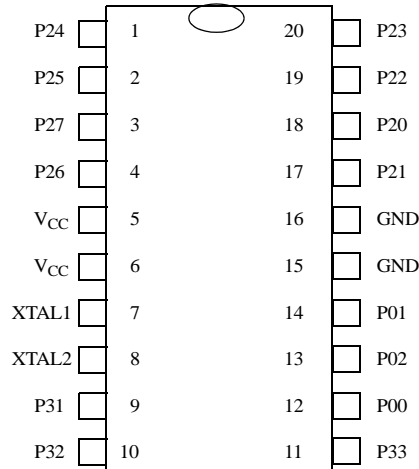 P24 1 20 P23
P25 2 19 P22
P27 3 18 P20
P26 4 17 P21
VCC 5 16 GND
VCC 6 15 GND
XTAL1 7 14 P01
XTAL2 8 13 P02
P31 9 12 P00
P32 10 11 P33